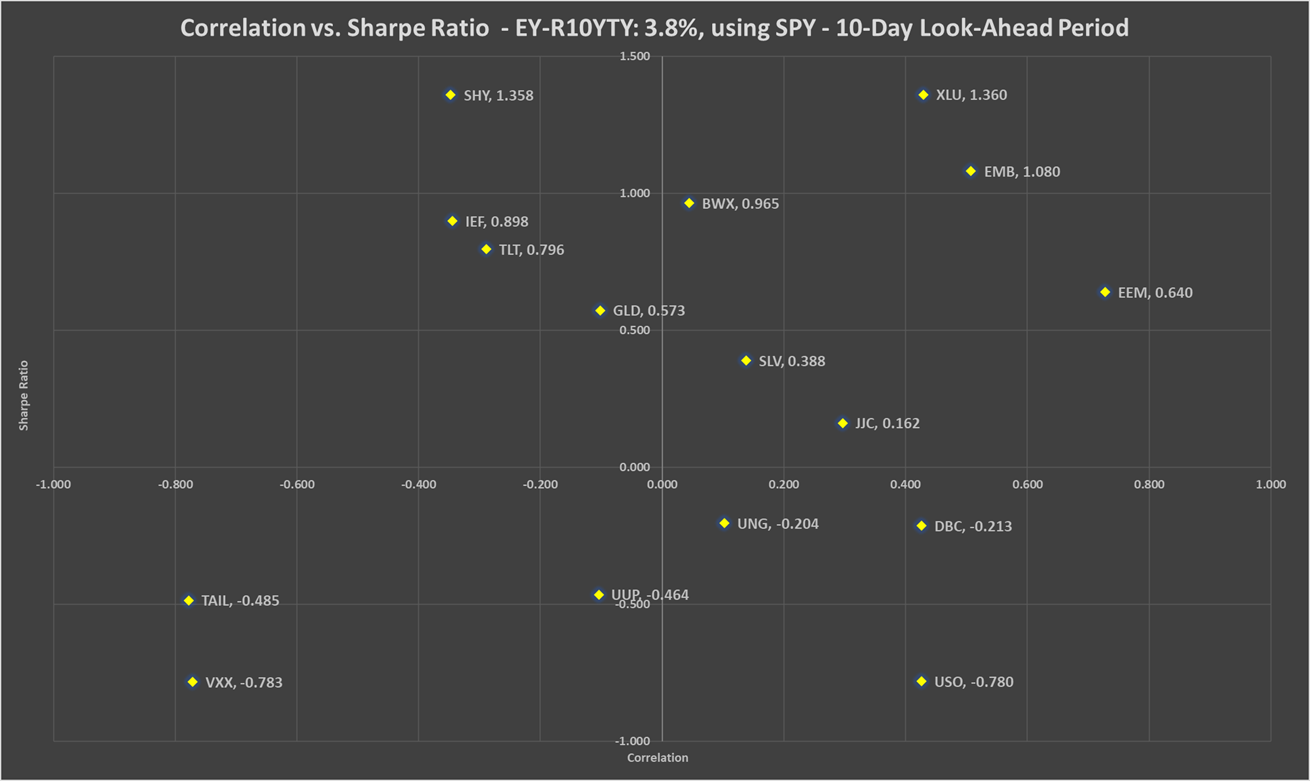 Correlation vs. Sharpe Ratio - EY-R10YTY: 3.8%, using SPY - 10-Day Look-Ahead Period
1.500
SHY, 1.358
XLU, 1.360
EMB, 1.080
1.000
BWX, 0.965
IEF, 0.898
TLT, 0.796
EEM, 0.640
GLD, 0.573
0.500
SLV, 0.388
Sharpe Ratio
JJC, 0.162
0.000
-1.000 -0.800 -0.600 -0.400 -0.200 0.000 0.200 0.400 0.600 0.800 1.000
UNG, -0.204
DBC, -0.213
TAIL, -0.485
UUP, -0.464
-0.500
VXX, -0.783
USO, -0.780
-1.000
Correlation